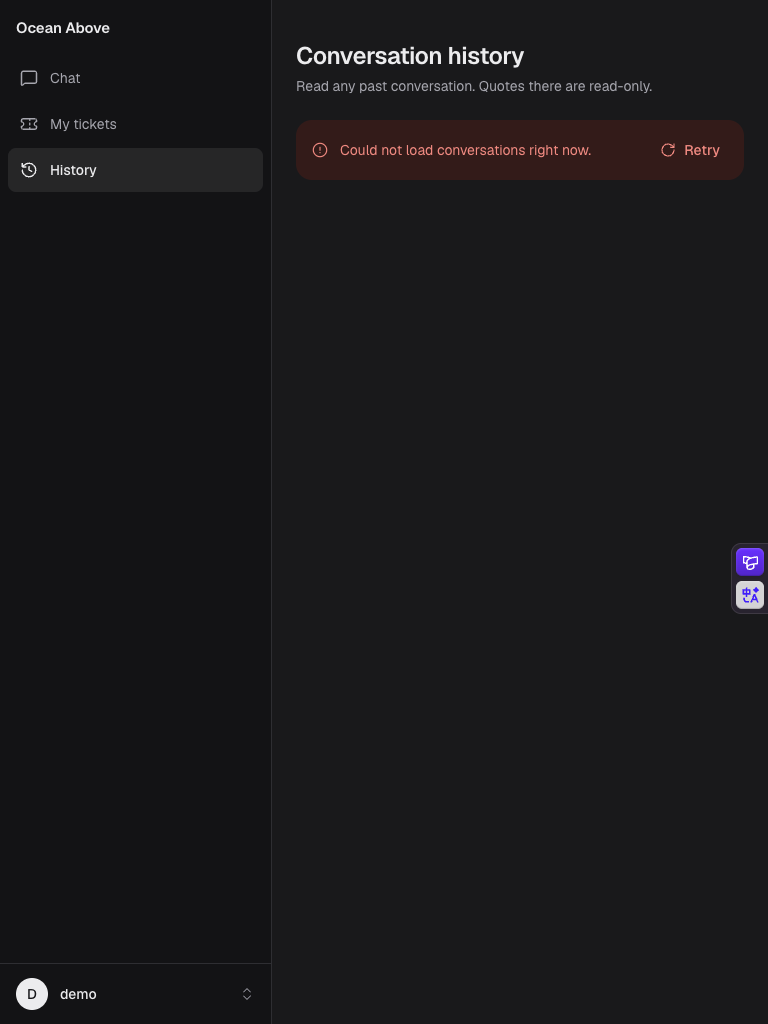 Ocean Above
Chat
My tickets
History
Conversation history
Read any past conversation. Quotes there are read-only.
Could not load conversations right now.
Retry
D
demo